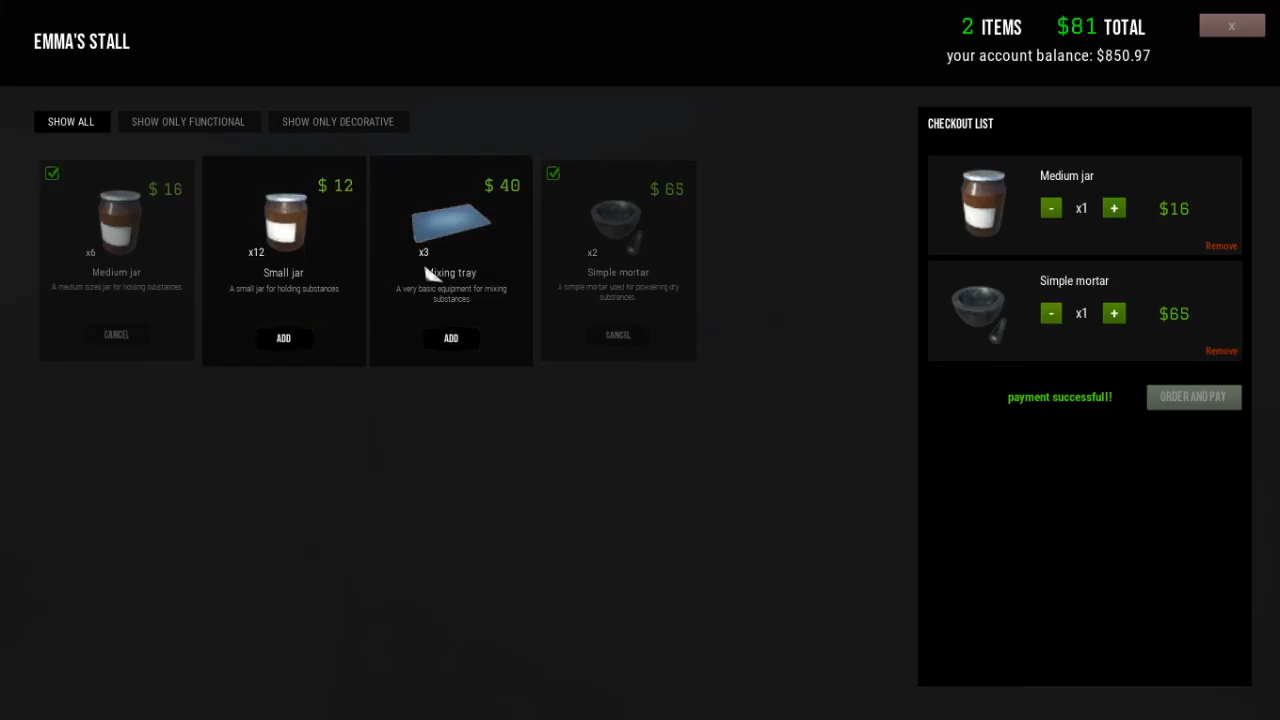 EMMA'S STALL
2 ITEMS $81 TOTAL
your account balance: $850.97
x
SHOW ALL
SHOW ONLY FUNCTIONAL
SHOW ONLY DECORATIVE
$ 16
x6
Medium jar
A medium sized jar for holding substances
CANCEL
$ 12
x12
Small jar
A small jar for holding substances
ADD
$ 40
x3
Mixing tray
A very basic equipment for mixing
substances
ADD
$ 65
x2
Simple mortar
A simple mortar used for powdering dry
substances.
CANCEL
CHECKOUT LIST
Medium jar
- x1 + $16
Remove
Simple mortar
- x1 + $65
Remove
payment successfull!
ORDER AND PAY